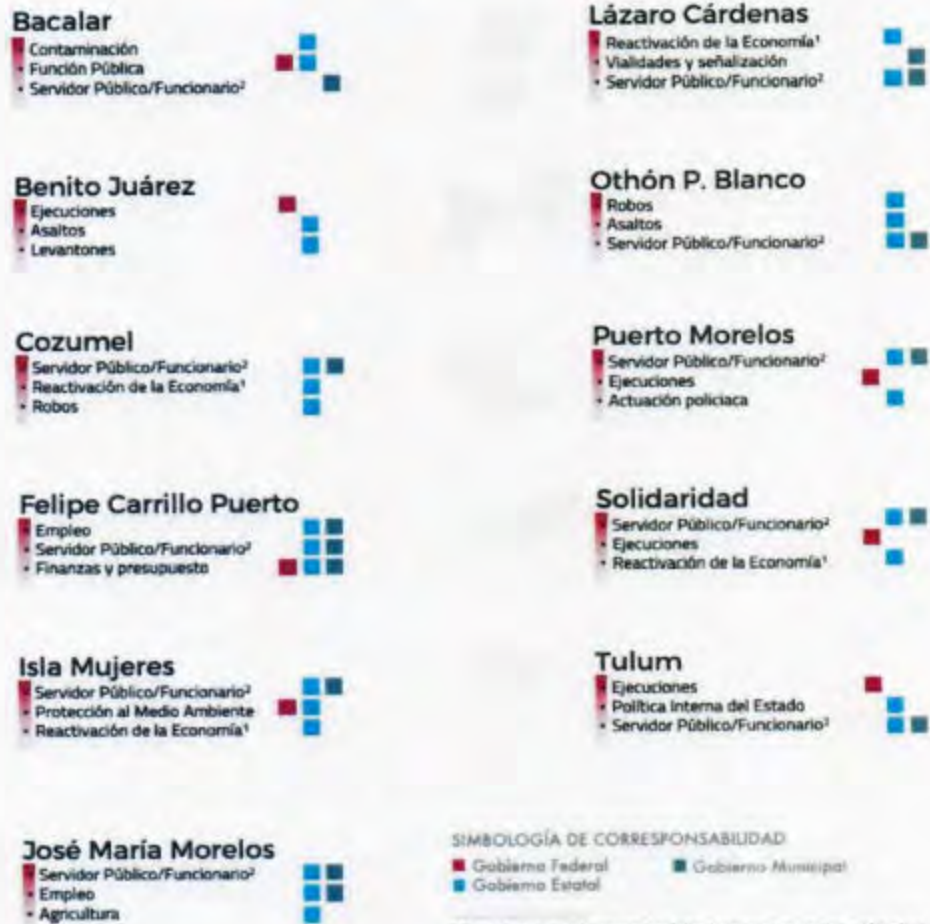 Bacalar
• Contaminación
• Función Pública
• Servidor Público/Funcionario²
Benito Juárez
• Ejecuciones
• Asaltos
• Levantones
Cozumel
• Servidor Público/Funcionario²
• Reactivación de la Economía¹
• Robos
Felipe Carrillo Puerto
• Empleo
• Servidor Público/Funcionario²
• Finanzas y presupuesto
Isla Mujeres
• Servidor Público/Funcionario²
• Protección al Medio Ambiente
• Reactivación de la Economía¹
José María Morelos
• Servidor Público/Funcionario²
• Empleo
• Agricultura
Lázaro Cárdenas
• Reactivación de la Economía¹
• Vialidades y señalización
• Servidor Público/Funcionario²
Othón P. Blanco
• Robos
• Asaltos
• Servidor Público/Funcionario²
Puerto Morelos
• Servidor Público/Funcionario²
• Ejecuciones
• Actuación policiaca
Solidaridad
• Servidor Público/Funcionario²
• Ejecuciones
• Reactivación de la Economía¹
Tulum
• Ejecuciones
• Política Interna del Estado
• Servidor Público/Funcionario²
SIMBOLOGÍA DE CORRESPONSABILIDAD
Gobierno Federal
Gobierno Municipal
Gobierno Estatal